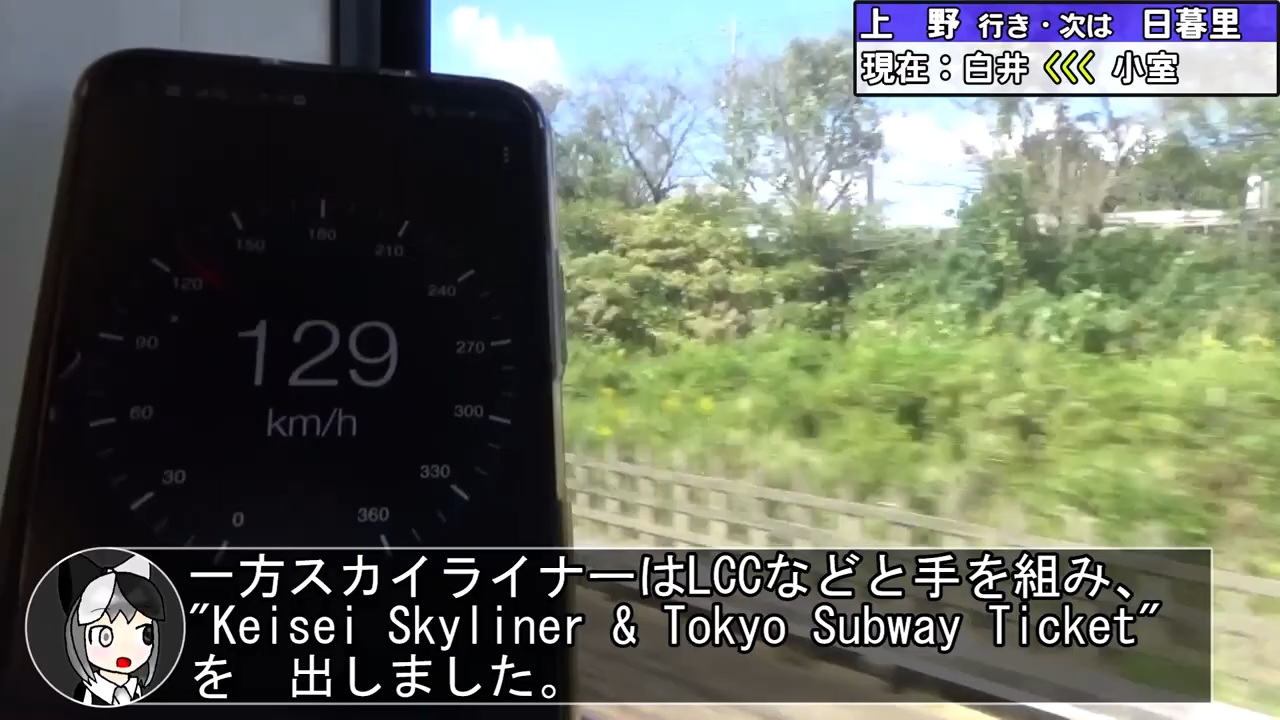 上　野 行き・次は 日暮里
現在：白井 <<< 小室
150 180 210
120 240
129
90 270
km/h
60 300
30 330
0 360
一方スカイライナーはLCCなどと手を組み、
"Keisei Skyliner & Tokyo Subway Ticket"
を　出しました。